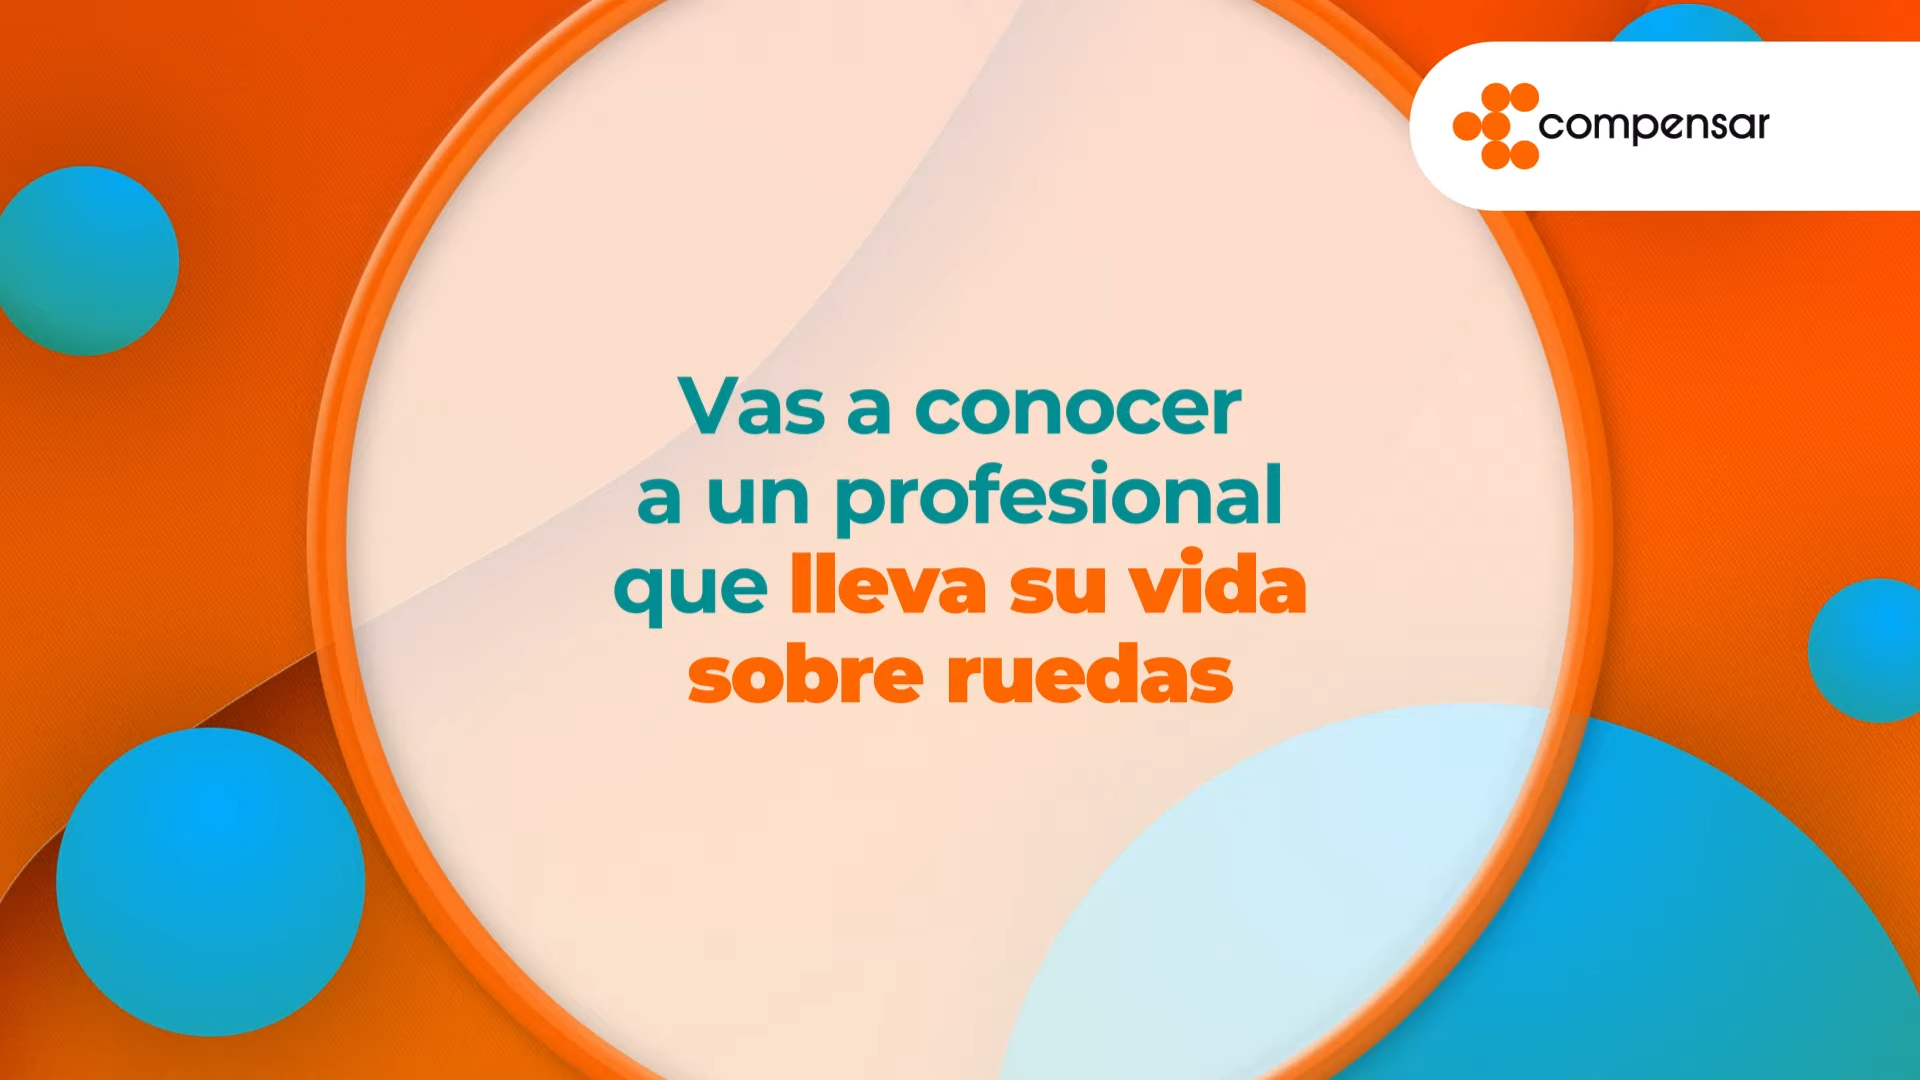 compensar
Vas a conocer
a un profesional
que lleva su vida
sobre ruedas